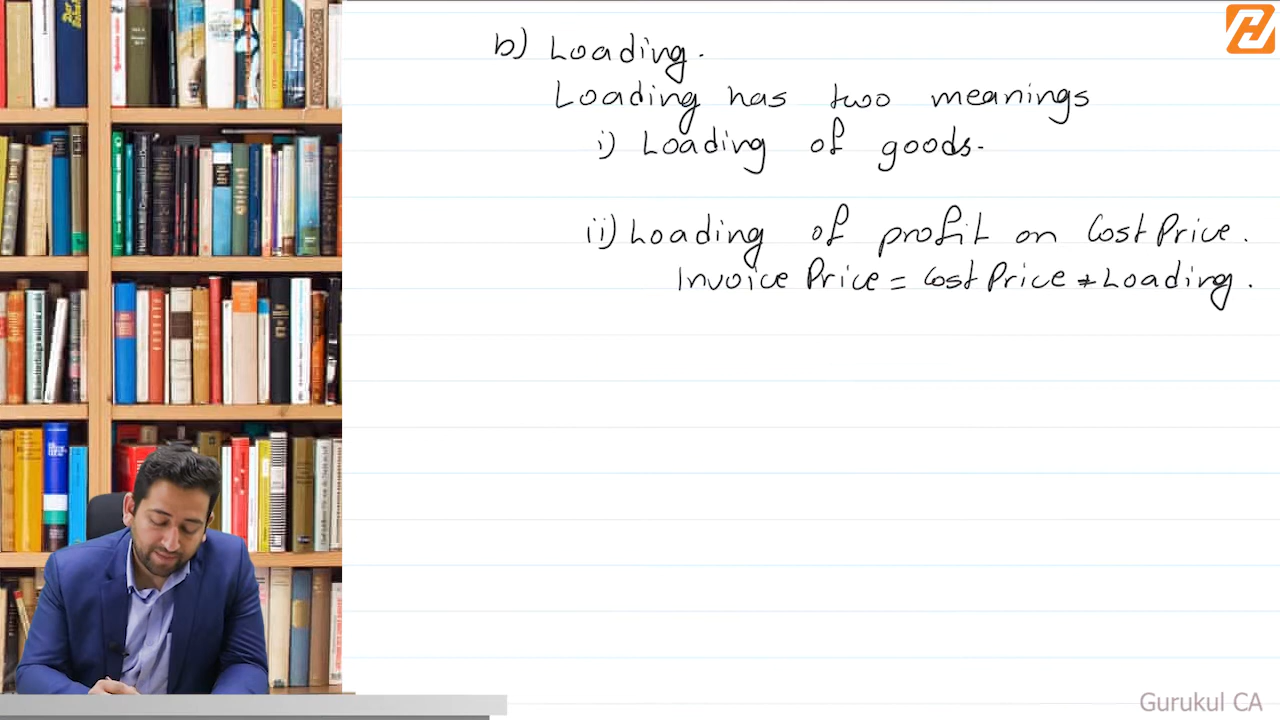 b) Loading.
Loading has two meanings
i) Loading of goods.
ii) Loading of profit on Cost Price.
Invoice Price = Cost Price + Loading.
Gurukul CA